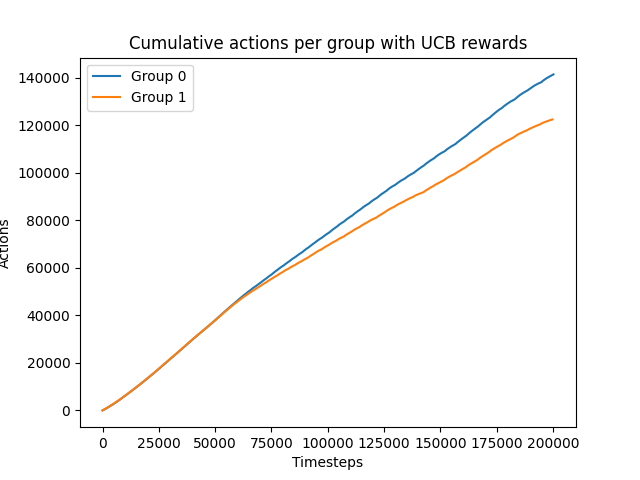 Cumulative actions per group with UCB rewards
Group 0
Group 1
140000
120000
100000
80000
60000
40000
20000
0
Actions
0 25000 50000 75000 100000 125000 150000 175000 200000
Timesteps